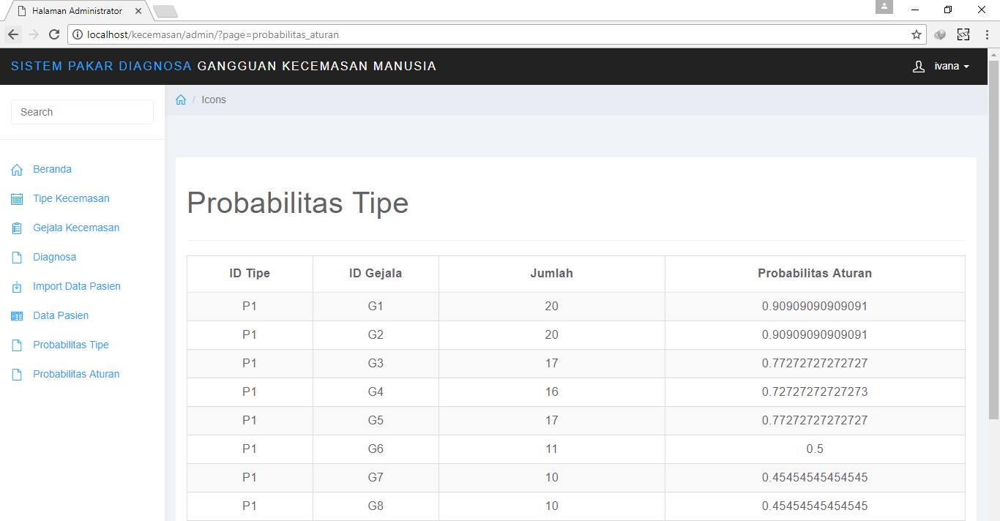 Halaman Administrator
localhost/kecemasan/admin/?page=probabilitas_aturan
SISTEM PAKAR DIAGNOSA GANGGUAN KECEMASAN MANUSIA
ivana
Search
Icons
Beranda
Tipe Kecemasan
Gejala Kecemasan
Diagnosa
Import Data Pasien
Data Pasien
Probabilitas Tipe
Probabilitas Aturan
Probabilitas Tipe
ID Tipe ID Gejala Jumlah Probabilitas Aturan
P1 G1 20 0.90909090909091
P1 G2 20 0.90909090909091
P1 G3 17 0.77272727272727
P1 G4 16 0.72727272727273
P1 G5 17 0.77272727272727
P1 G6 11 0.5
P1 G7 10 0.45454545454545
P1 G8 10 0.45454545454545